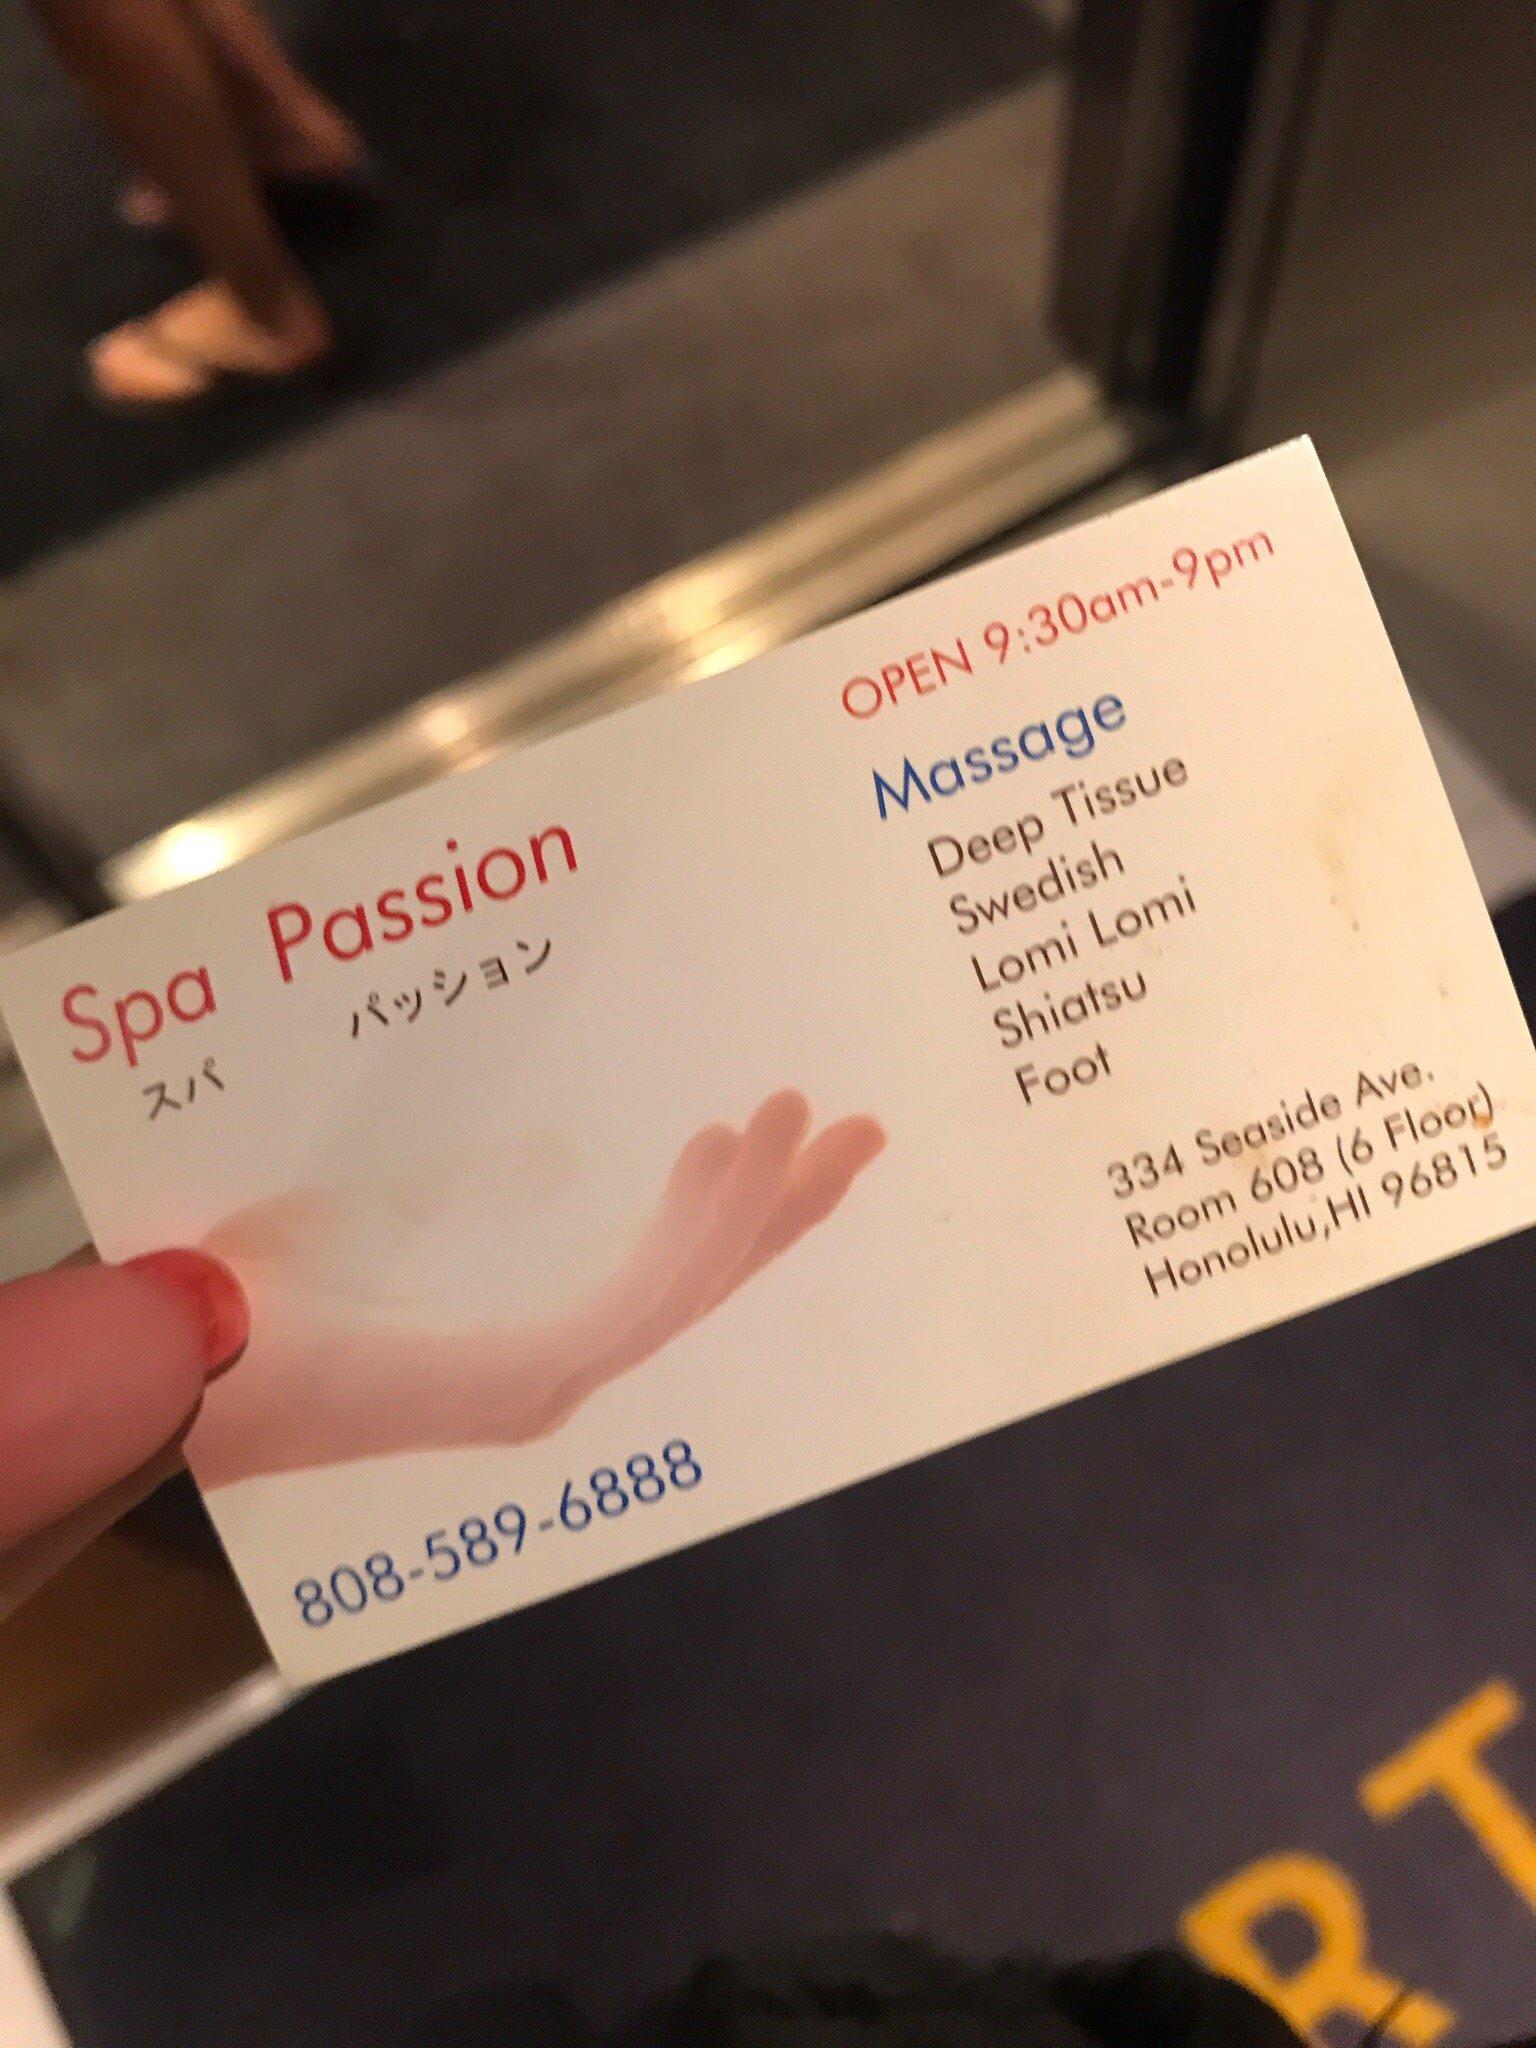 Spa Passion
スパ パッション
808-589-6888
OPEN 9:30am-9pm
Massage
Deep Tissue
Swedish
Lomi Lomi
Shiatsu
Foot
334 Seaside Ave.
Room 608 (6 Floor)
Honolulu,HI 96815
RT